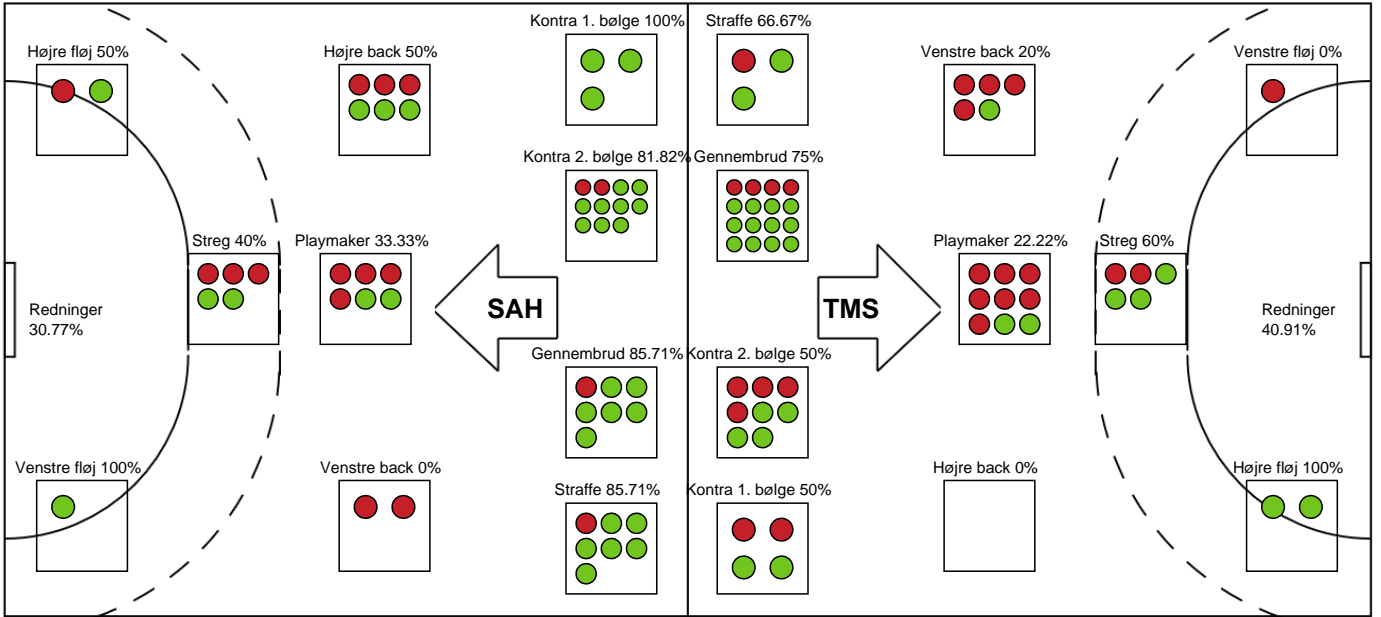 Kontra 1. bølge 100%
Straffe 66.67%
Højre fløj 50%
Højre back 50%
Venstre back 20%
Venstre fløj 0%
Kontra 2. bølge 81.82%
Gennembrud 75%
Streg 40%
Playmaker 33.33%
Playmaker 22.22%
Streg 60%
Redninger
30.77%
SAH
TMS
Redninger
40.91%
Gennembrud 85.71%
Kontra 2. bølge 50%
Venstre fløj 100%
Venstre back 0%
Højre back 0%
Højre fløj 100%
Straffe 85.71%
Kontra 1. bølge 50%